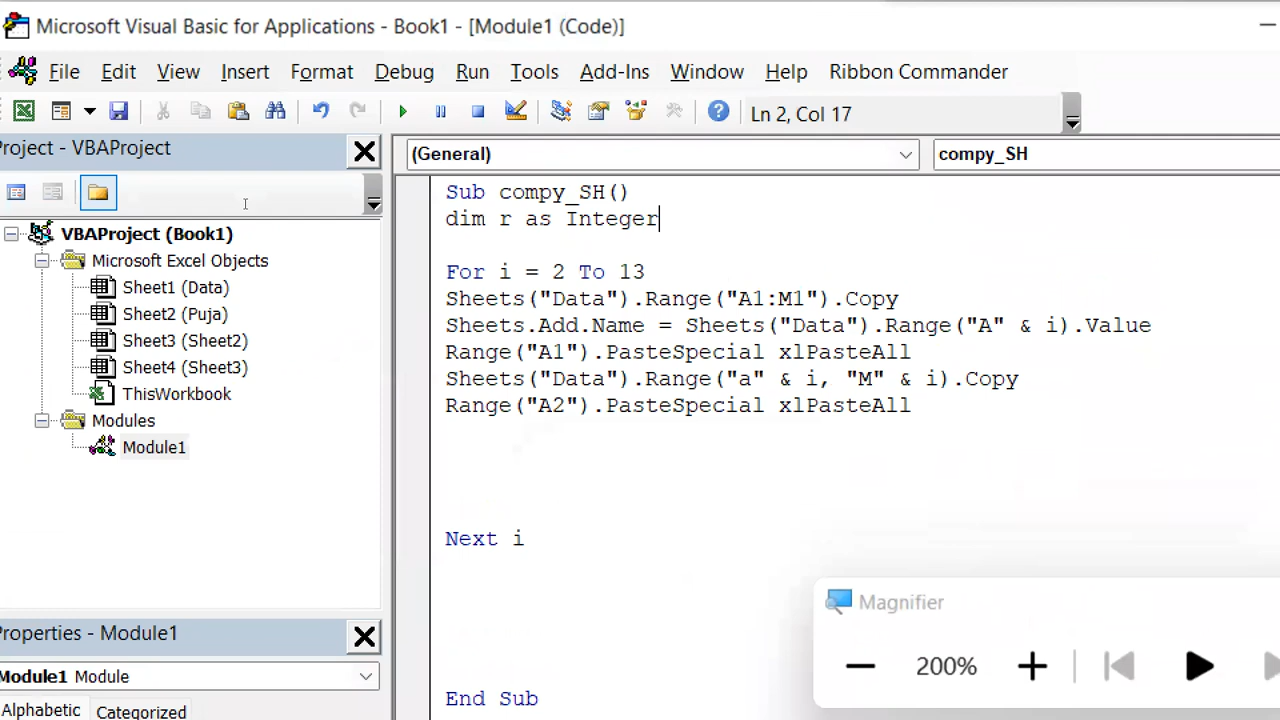 Microsoft Visual Basic for Applications - Book1 - [Module1 (Code)]
File Edit View Insert Format Debug Run Tools Add-Ins Window Help Ribbon Commander
Ln 2, Col 17
Project - VBAProject
(General)
compy_SH
VBAProject (Book1)
Microsoft Excel Objects
Sheet1 (Data)
Sheet2 (Puja)
Sheet3 (Sheet2)
Sheet4 (Sheet3)
ThisWorkbook
Modules
Module1
Sub compy_SH()
dim r as Integer
For i = 2 To 13
Sheets("Data").Range("A1:M1").Copy
Sheets.Add.Name = Sheets("Data").Range("A" & i).Value
Range("A1").PasteSpecial xlPasteAll
Sheets("Data").Range("a" & i, "M" & i).Copy
Range("A2").PasteSpecial xlPasteAll
Next i
End Sub
Properties - Module1
Module1 Module
Alphabetic Categorized
Magnifier
200%